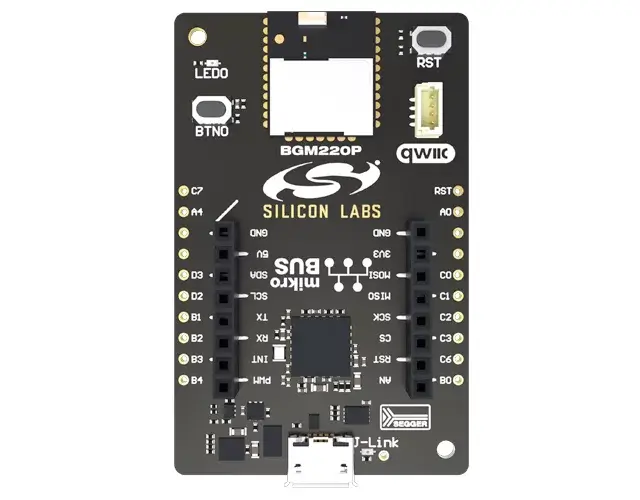 LED0
BTN0
RST
BGM220P
qwiic
SILICON LABS
C7
A4
D3
D2
B1
B2
B3
B4
GND
5V
SDA
SCL
TX
RX
INT
PWM
mikro
BUS
GND
3V3
MOSI
MISO
SCK
CS
RST
AN
RST
A0
C0
C1
C2
C3
C6
B0
SEGGER
J-Link